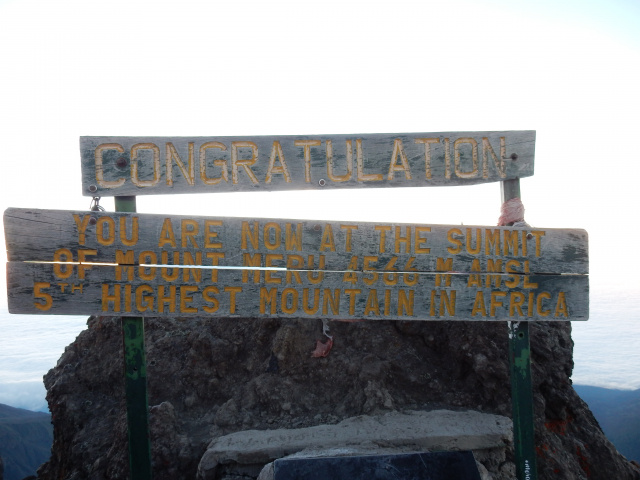 CONGRATULATION
YOU ARE NOW AT THE SUMMIT
OF MOUNT MERU 4566 M AMSL
5TH HIGHEST MOUNTAIN IN AFRICA